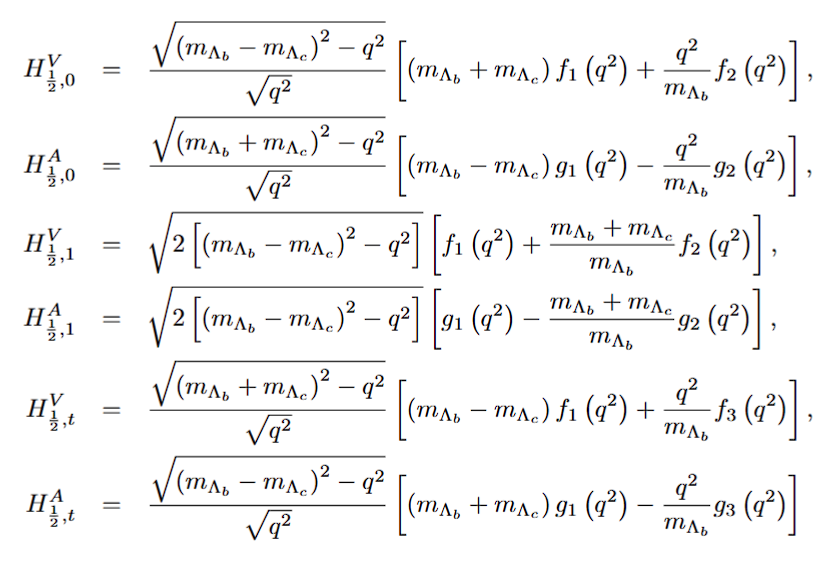 $H^{V}_{\frac{1}{2},0} = \frac{\sqrt{(m_{\Lambda_b} - m_{\Lambda_c})^2 - q^2}}{\sqrt{q^2}} \left[ (m_{\Lambda_b} + m_{\Lambda_c}) f_1(q^2) + \frac{q^2}{m_{\Lambda_b}} f_2(q^2) \right],$
$H^{A}_{\frac{1}{2},0} = \frac{\sqrt{(m_{\Lambda_b} + m_{\Lambda_c})^2 - q^2}}{\sqrt{q^2}} \left[ (m_{\Lambda_b} - m_{\Lambda_c}) g_1(q^2) - \frac{q^2}{m_{\Lambda_b}} g_2(q^2) \right],$
$H^{V}_{\frac{1}{2},1} = \sqrt{2\left[(m_{\Lambda_b} - m_{\Lambda_c})^2 - q^2\right]} \left[ f_1(q^2) + \frac{m_{\Lambda_b} + m_{\Lambda_c}}{m_{\Lambda_b}} f_2(q^2) \right],$
$H^{A}_{\frac{1}{2},1} = \sqrt{2\left[(m_{\Lambda_b} - m_{\Lambda_c})^2 - q^2\right]} \left[ g_1(q^2) - \frac{m_{\Lambda_b} + m_{\Lambda_c}}{m_{\Lambda_b}} g_2(q^2) \right],$
$H^{V}_{\frac{1}{2},t} = \frac{\sqrt{(m_{\Lambda_b} + m_{\Lambda_c})^2 - q^2}}{\sqrt{q^2}} \left[ (m_{\Lambda_b} - m_{\Lambda_c}) f_1(q^2) + \frac{q^2}{m_{\Lambda_b}} f_3(q^2) \right],$
$H^{A}_{\frac{1}{2},t} = \frac{\sqrt{(m_{\Lambda_b} - m_{\Lambda_c})^2 - q^2}}{\sqrt{q^2}} \left[ (m_{\Lambda_b} + m_{\Lambda_c}) g_1(q^2) - \frac{q^2}{m_{\Lambda_b}} g_3(q^2) \right]$